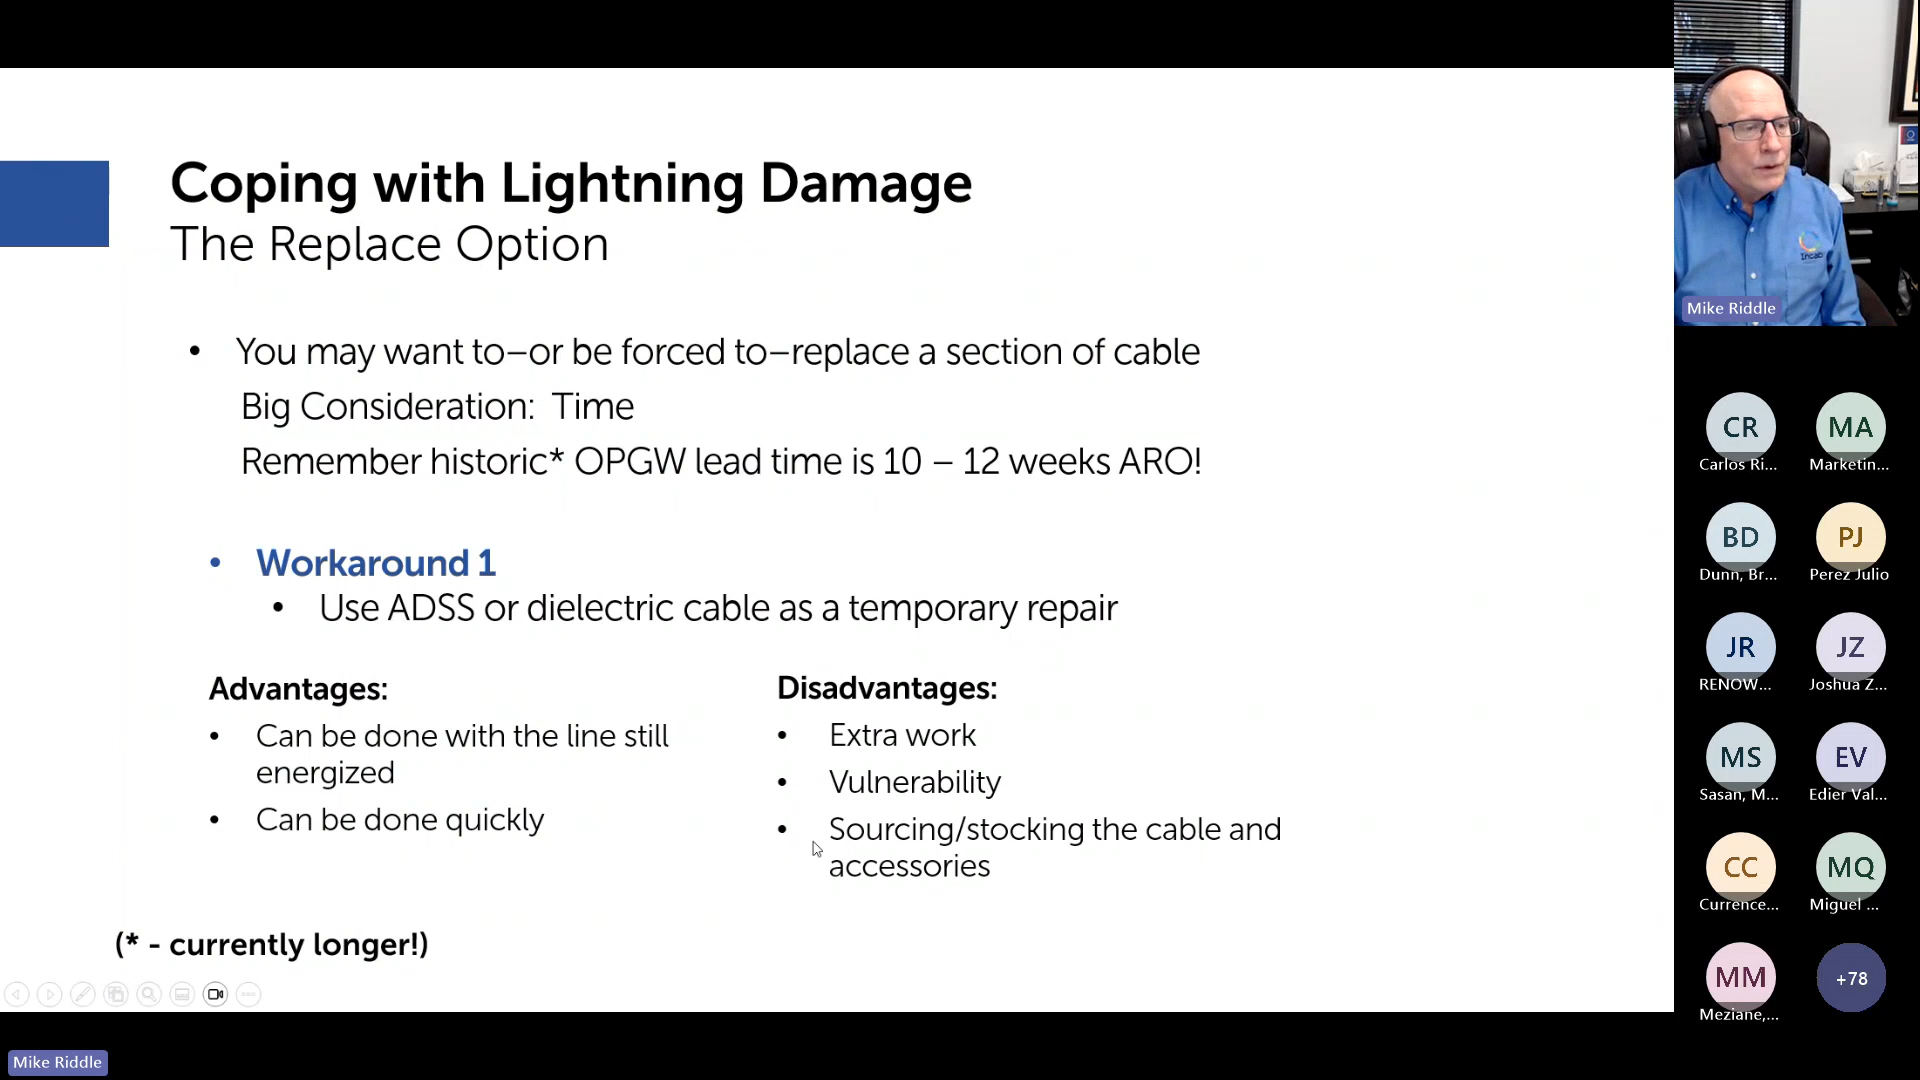 Coping with Lightning Damage
The Replace Option
• You may want to–or be forced to–replace a section of cable
Big Consideration: Time
Remember historic* OPGW lead time is 10 – 12 weeks ARO!
• Workaround 1
• Use ADSS or dielectric cable as a temporary repair
Advantages:
• Can be done with the line still
energized
• Can be done quickly
Disadvantages:
• Extra work
• Vulnerability
• Sourcing/stocking the cable and
accessories
(* - currently longer!)
Mike Riddle
Incab
Mike Riddle
CR
Carlos Ri...
MA
Marketin...
BD
Dunn, Br...
PJ
Perez Julio
JR
RENOW...
JZ
Joshua Z...
MS
Sasan, M...
EV
Edier Val...
CC
Currence...
MQ
Miguel ...
MM
Meziane,...
+78